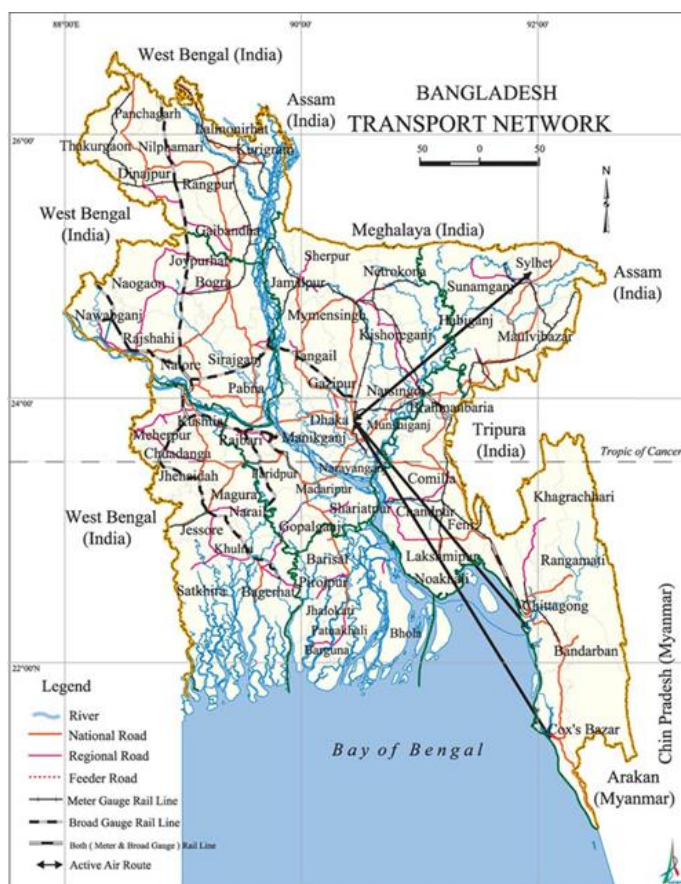 88°00'E
90°00'
92°00'
West Bengal (India)
BANGLADESH
TRANSPORT NETWORK
50 0 50
N
Assam
(India)
26°00'
Panchagarh
Lalmonirhat
Thakurgaon
Nilphamari
Kurigram
Dinajpur
Rangpur
West Bengal
(India)
Meghalaya (India)
Gaibandha
Sherpur
Joypurhat
Netrokona
Sylhet
Assam
(India)
Naogaon
Bogra
Jamalpur
Sunamganj
Nawabganj
Mymensingh
Habiganj
Kishoreganj
Maulvibazar
Rajshahi
Sirajganj
Tangail
Natore
Gazipur
Pabna
Narsingdi
24°00'
Brahmanbaria
Kushtia
Dhaka
Munshiganj
Meherpur
Rajbari
Manikganj
Tripura
(India)
Tropic of Cancer
Chuadanga
Faridpur
Narayanganj
Comilla
Jhenaidah
Magura
Madaripur
Khagrachhari
West Bengal
(India)
Narail
Shariatpur
Chandpur
Jessore
Gopalganj
Feni
Khulna
Barisal
Lakshmipur
Rangamati
Satkhira
Bagerhat
Pirojpur
Noakhali
Chittagong
Jhalokati
Patuakhali
Bhola
Barguna
Bandarban
22°00'N
Chin Pradesh (Myanmar)
Legend
River
National Road
Regional Road
Feeder Road
Meter Gauge Rail Line
Broad Gauge Rail Line
Both ( Meter & Broad Gauge ) Rail Line
Active Air Route
Bay of Bengal
Cox's Bazar
Arakan
(Myanmar)